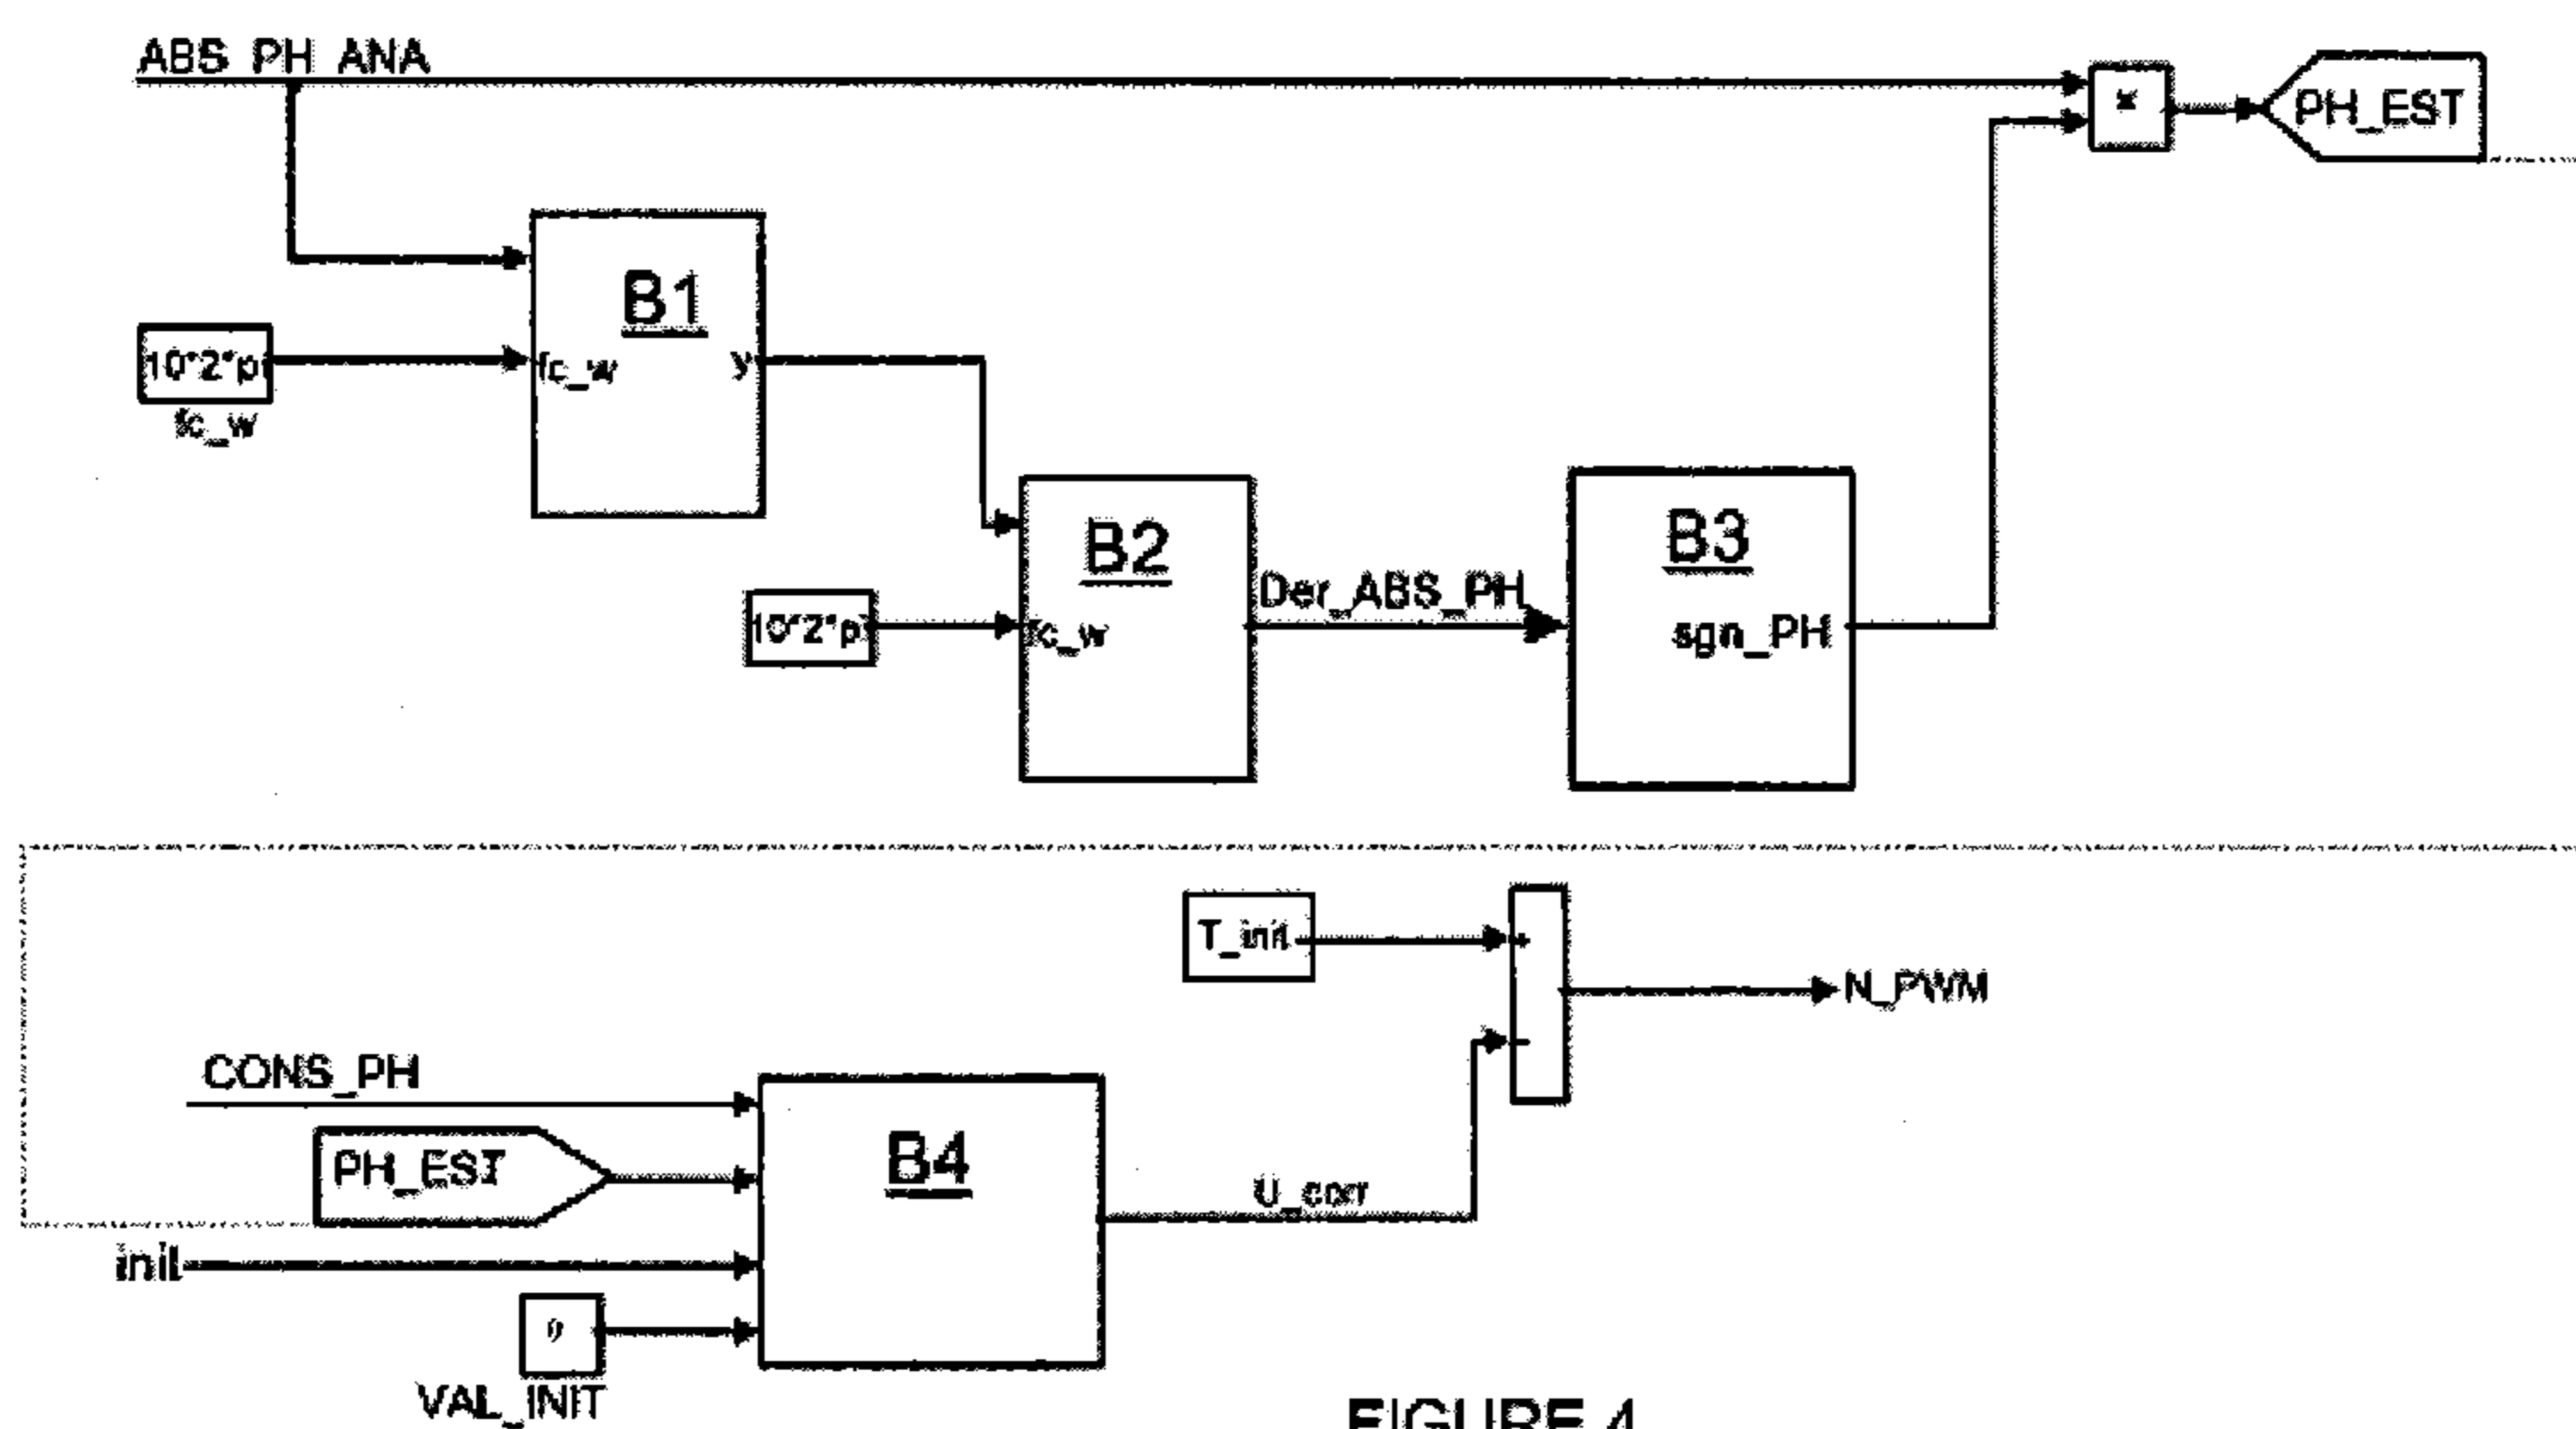 ABS_PH_ANA
×
PH_EST
B1
10*2*pi
fc_w
y
fc_w
B2
Der_ABS_PH
B3
10*2*pi
fc_w
sgn_PH
T_init
+
N_PWM
-
CONS_PH
B4
PH_EST
U_corr
init
0
VAL_INIT
FIGURE 4